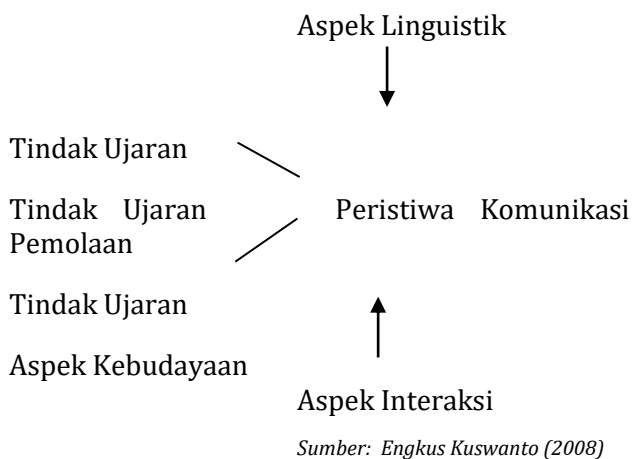 Aspek Linguistik
Tindak Ujaran
Tindak Ujaran Peristiwa Komunikasi
Pemolaan
Tindak Ujaran
Aspek Kebudayaan
Aspek Interaksi
Sumber: Engkus Kuswanto (2008)